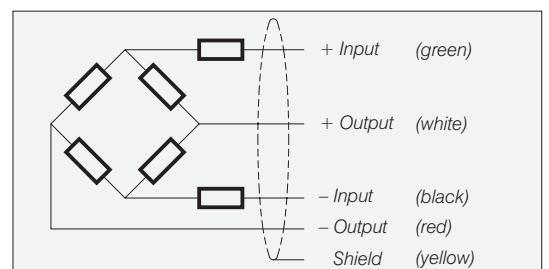 + Input (green)
+ Output (white)
– Input (black)
– Output (red)
Shield (yellow)